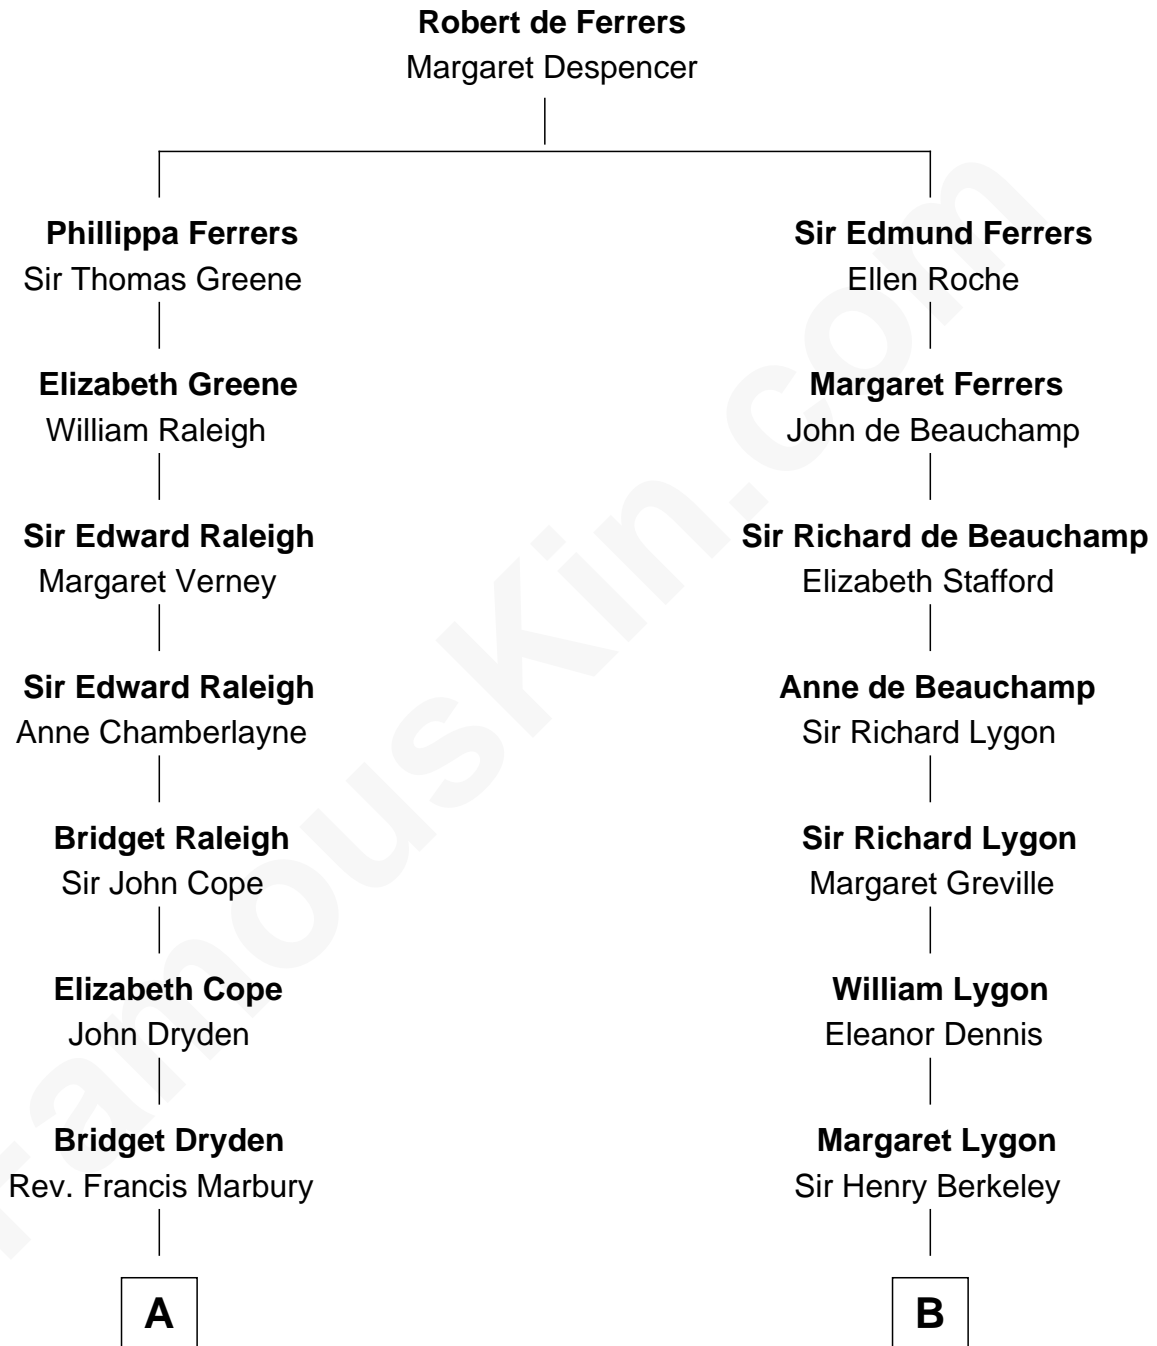 Robert de Ferrers
Margaret Despencer
Phillippa Ferrers
Sir Thomas Greene
Elizabeth Greene
William Raleigh
Sir Edward Raleigh
Margaret Verney
Sir Edward Raleigh
Anne Chamberlayne
Bridget Raleigh
Sir John Cope
Elizabeth Cope
John Dryden
Bridget Dryden
Rev. Francis Marbury
A
Sir Edmund Ferrers
Ellen Roche
Margaret Ferrers
John de Beauchamp
Sir Richard de Beauchamp
Elizabeth Stafford
Anne de Beauchamp
Sir Richard Lygon
Sir Richard Lygon
Margaret Greville
William Lygon
Eleanor Dennis
Margaret Lygon
Sir Henry Berkeley
B
famouskin.com